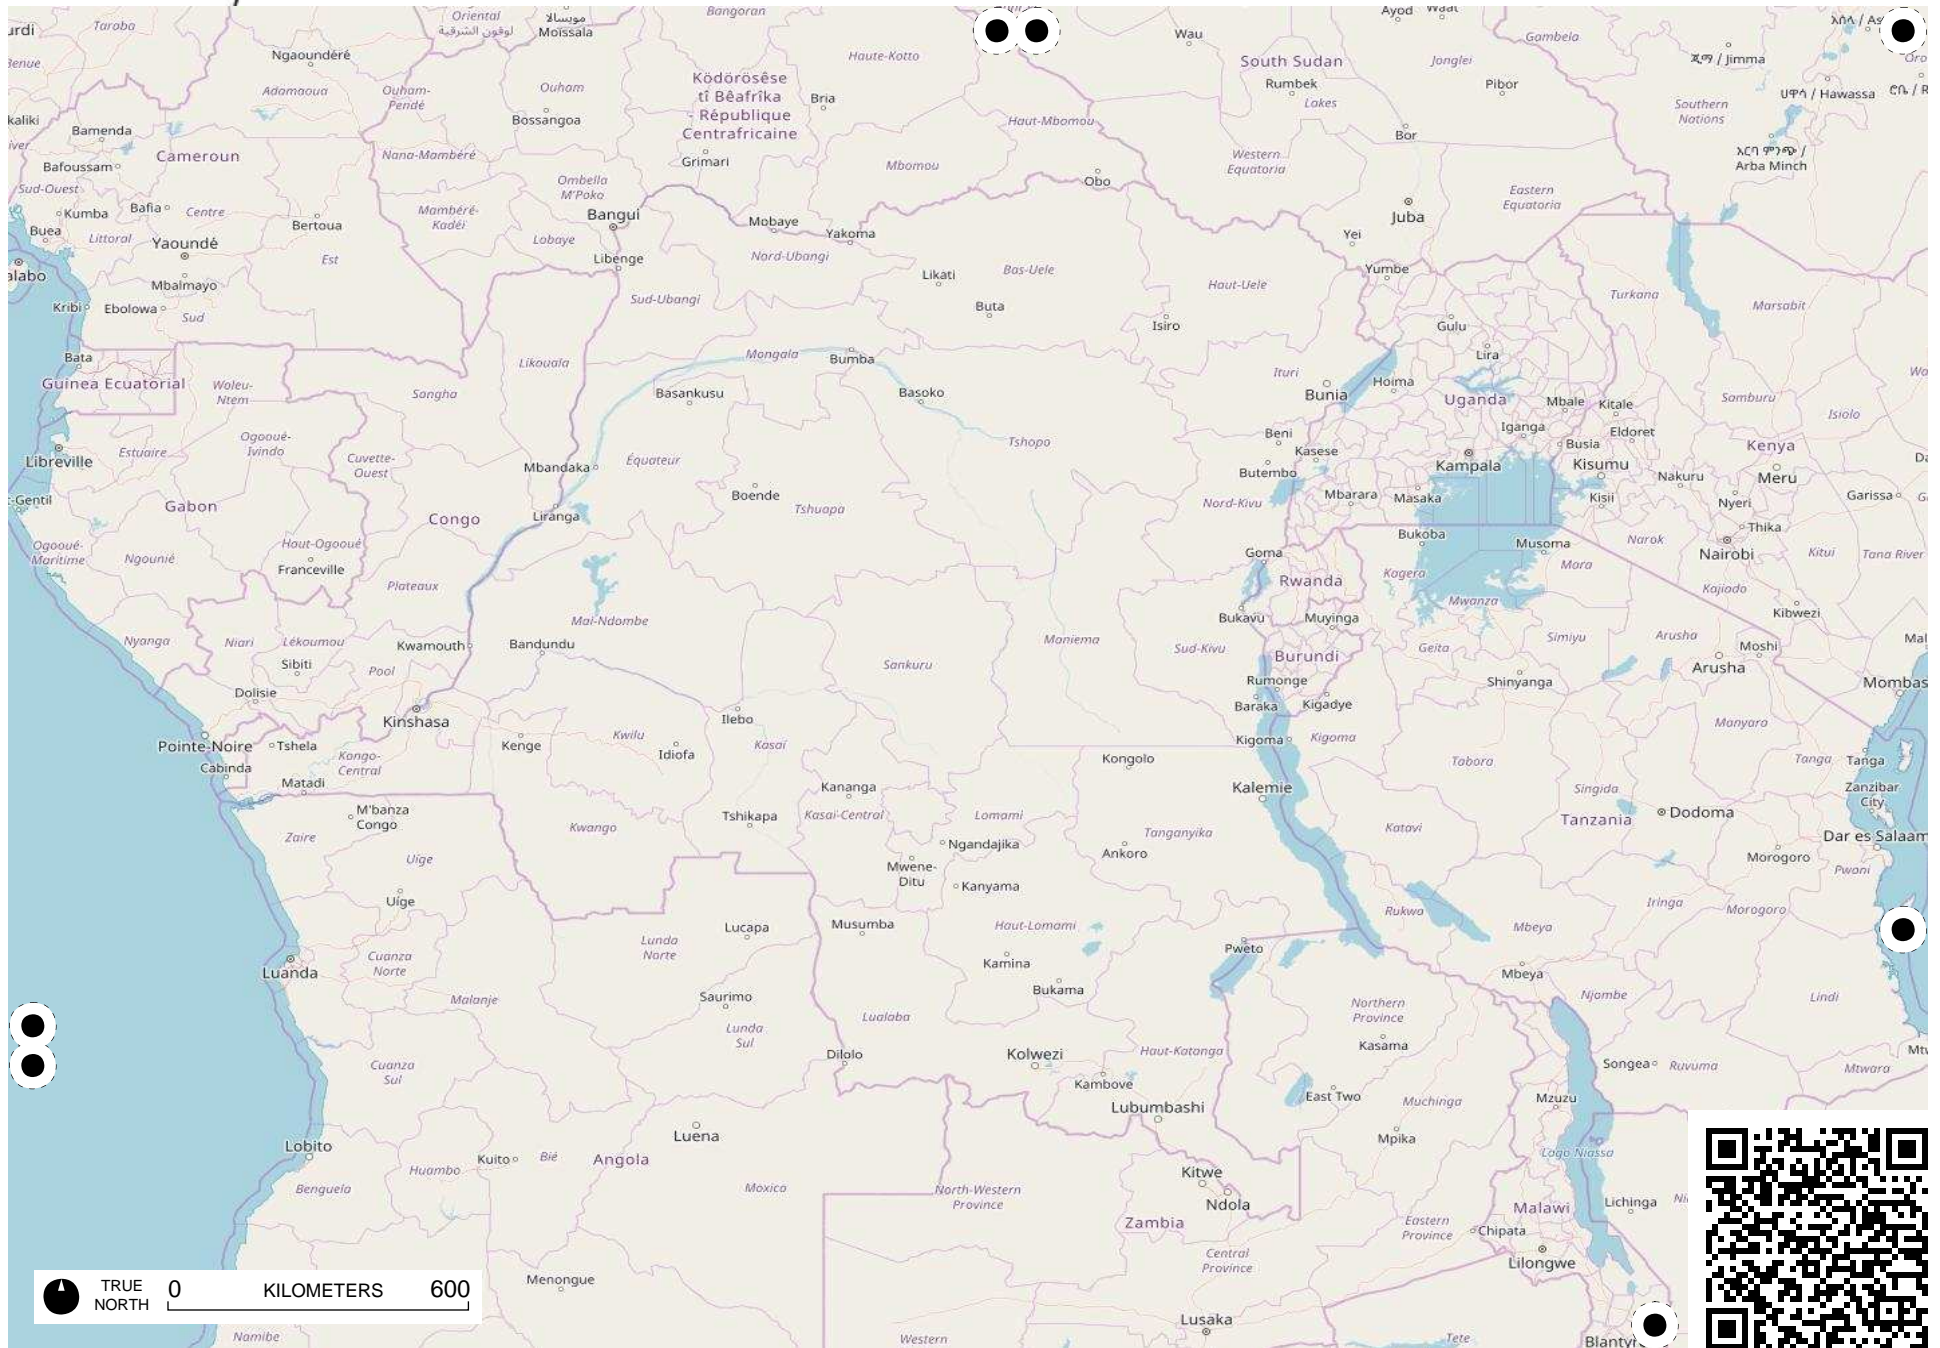 Taraba
Oriental
لوقون الشرقية
مويسالا
Moïssala
Bangoran
Ayod
Waat
Ngaoundéré
Haute-Kotto
Wau
South Sudan
Rumbek
Lakes
Jonglei
Pibor
Gambela
ጂማ / Jimma
ሀዋሳ / Hawassa
Southern
Nations
Adamaoua
Ouham-
Pendé
Ouham
Bossangoa
Ködörösêse
tî Bêafrîka
- République
Centrafricaine
Bria
Haut-Mbomou
Bor
Bamenda
Bafoussam
Cameroun
Nana-Mambéré
Grimari
Mbomou
Obo
Western
Equatoria
Eastern
Equatoria
አርባ ምንጭ /
Arba Minch
Sud-Ouest
Kumba
Bafia
Centre
Bertoua
Mambéré-
Kadéï
Ombella
M'Poko
Bangui
Lobaye
Libenge
Mobaye
Yakoma
Juba
Yei
Yumbe
Buea
Littoral
Yaoundé
Est
Mbalmayo
Nord-Ubangi
Likati
Bas-Uele
Haut-Uele
Turkana
Marsabit
Kribi
Ebolowa
Sud
Sud-Ubangi
Buta
Isiro
Gulu
Lira
Bata
Guinea Ecuatorial
Woleu-
Ntem
Likouala
Sangha
Mongala
Bumba
Basankusu
Basoko
Ituri
Bunia
Hoima
Uganda
Mbale
Kitale
Samburu
Isiolo
Libreville
Estuaire
Ogooué-
Ivindo
Cuvette-
Ouest
Mbandaka
Équateur
Tshopo
Beni
Butembo
Kasese
Iganga
Busia
Eldoret
Kampala
Kisumu
Kenya
Meru
Gabon
Congo
Liranga
Boende
Tshuapa
Nord-Kivu
Mbarara
Masaka
Kisii
Nakuru
Nyeri
Garissa
Thika
Nairobi
Kitui
Tana River
Ogooué-
Maritime
Ngounié
Haut-Ogooué
Franceville
Plateaux
Goma
Rwanda
Bukoba
Kagera
Musoma
Mara
Narok
Kajiado
Mwanza
Kibwezi
Nyanga
Niari
Lékoumou
Sibiti
Pool
Kwamouth
Bandundu
Mai-Ndombe
Sankuru
Maniema
Sud-Kivu
Bukavu
Muyinga
Burundi
Geita
Simiyu
Arusha
Moshi
Arusha
Dolisie
Kinshasa
Ilebo
Rumonge
Baraka
Kigadye
Shinyanga
Manyara
Pointe-Noire
Tshela
Kongo-
Central
Kenge
Kwilu
Idiofa
Kasaï
Kongolo
Kigoma
Kigoma
Tabora
Tanga
Tanga
Cabinda
Matadi
Kananga
Kalemie
Singida
Zanzibar
City
M'banza
Congo
Zaire
Kwango
Tshikapa
Kasaï-Central
Lomami
Tanganyika
Katavi
Tanzania
Dodoma
Dar es Salaam
Uíge
Uíge
Mwene-
Ditu
Ngandajika
Kanyama
Ankoro
Morogoro
Pwani
Lucapa
Musumba
Haut-Lomami
Pweto
Rukwa
Iringa
Morogoro
Mbeya
Luanda
Cuanza
Norte
Lunda
Norte
Kamina
Bukama
Mbeya
Malanje
Saurimo
Lunda
Sul
Lualaba
Northern
Province
Kasama
Njombe
Lindi
Cuanza
Sul
Dilolo
Kolwezi
Haut-Katanga
Kambove
Lubumbashi
East Two
Muchinga
Mzuzu
Songea
Ruvuma
Mtwara
Lobito
Luena
Mpika
Huambo
Kuito
Bié
Angola
Kitwe
Ndola
Lago Niassa
Benguela
Moxico
North-Western
Province
Zambia
Eastern
Province
Chipata
Malawi
Lichinga
Lilongwe
Central
Province
Menongue
Namibe
Lusaka
Western
Tete
TRUE
NORTH
0 KILOMETERS 600